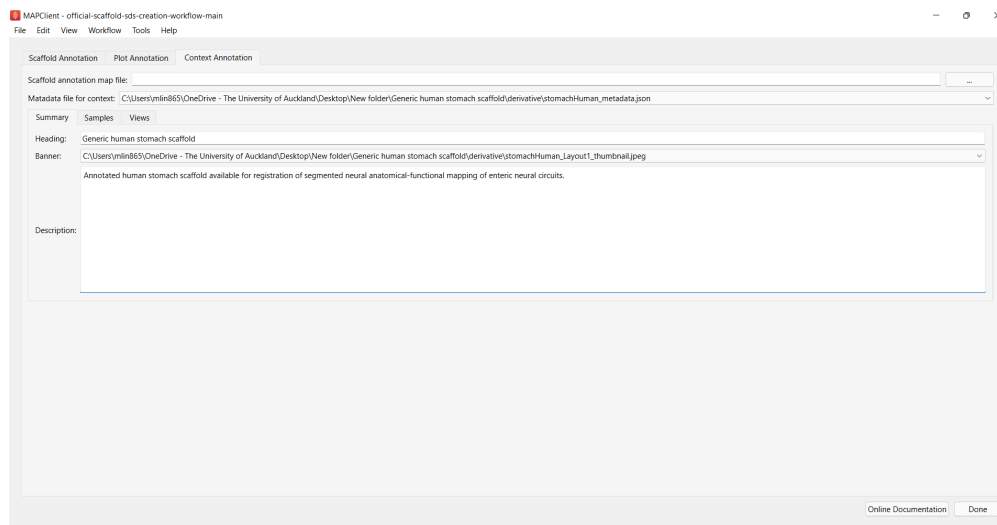 MAPClient - official-scaffold-sds-creation-workflow-main
File Edit View Workflow Tools Help
Scaffold Annotation Plot Annotation Context Annotation
Scaffold annotation map file: ...
Matadata file for context: C:\Users\mlin865\OneDrive - The University of Auckland\Desktop\New folder\Generic human stomach scaffold\derivative\stomachHuman_metadata.json
Summary Samples Views
Heading: Generic human stomach scaffold
Banner: C:\Users\mlin865\OneDrive - The University of Auckland\Desktop\New folder\Generic human stomach scaffold\derivative\stomachHuman_Layout1_thumbnail.jpeg
Annotated human stomach scaffold available for registration of segmented neural anatomical-functional mapping of enteric neural circuits.
Description:
Online Documentation Done